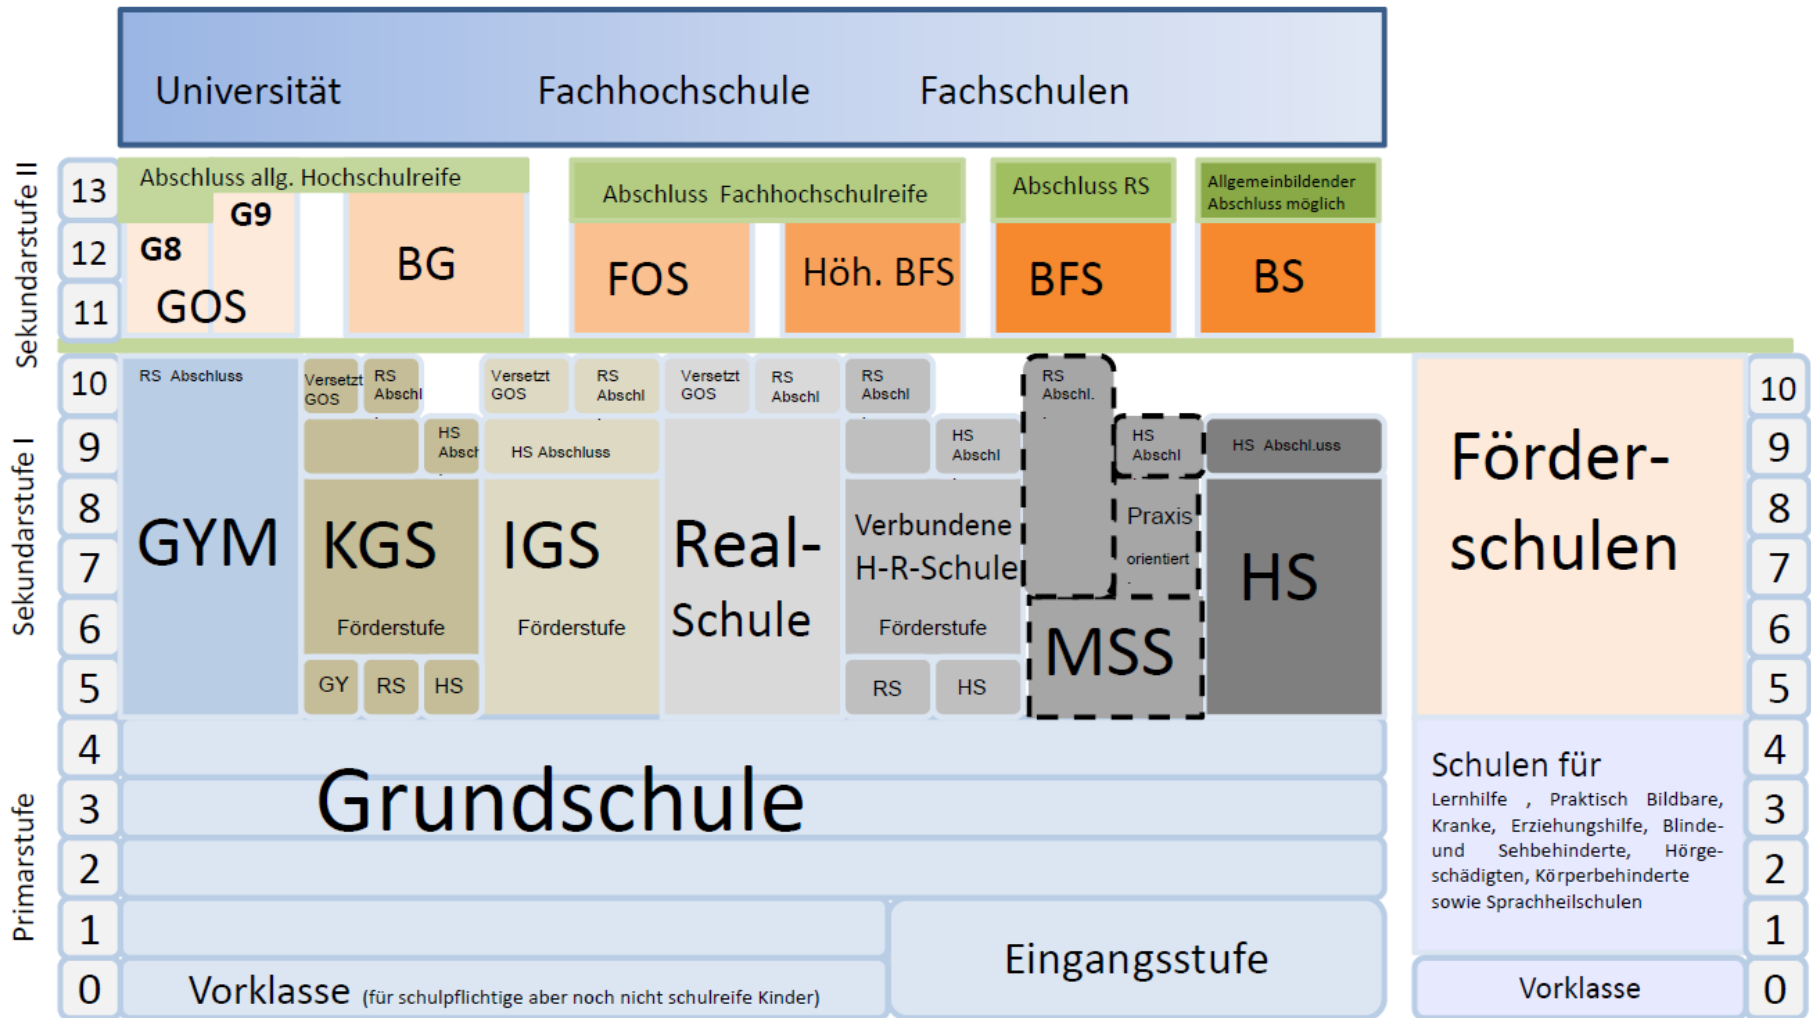 Universität Fachhochschule Fachschulen
Sekundarstufe II
13
12
11
Abschluss allg. Hochschulreife
G9
G8
GOS
BG
Abschluss Fachhochschulreife
FOS
Höh. BFS
Abschluss RS
BFS
Allgemeinbildender
Abschluss möglich
BS
Sekundarstufe I
10
9
8
7
6
5
RS Abschluss
GYM
Versetzt
GOS
RS
Abschl
.
HS
Absch
.
KGS
Förderstufe
GY
RS
HS
Versetzt
GOS
RS
Abschl
.
HS Abschluss
IGS
Förderstufe
Versetzt
GOS
RS
Abschl
Real-
Schule
RS
Abschl
HS
Abschl
.
Verbundene
H-R-Schule
Förderstufe
RS
HS
RS
Abschl.
.
HS
Abschl
.
Praxis
orientiert
.
MSS
HS Abschl.uss
HS
Förder-
schulen
10
9
8
7
6
5
Primarstufe
4
3
2
1
0
Grundschule
Eingangsstufe
Vorklasse (für schulpflichtige aber noch nicht schulreife Kinder)
Schulen für
Lernhilfe , Praktisch Bildbare,
Kranke, Erziehungshilfe, Blinde-
und Sehbehinderte, Hörge-
schädigten, Körperbehinderte
sowie Sprachheilschulen
Vorklasse
4
3
2
1
0